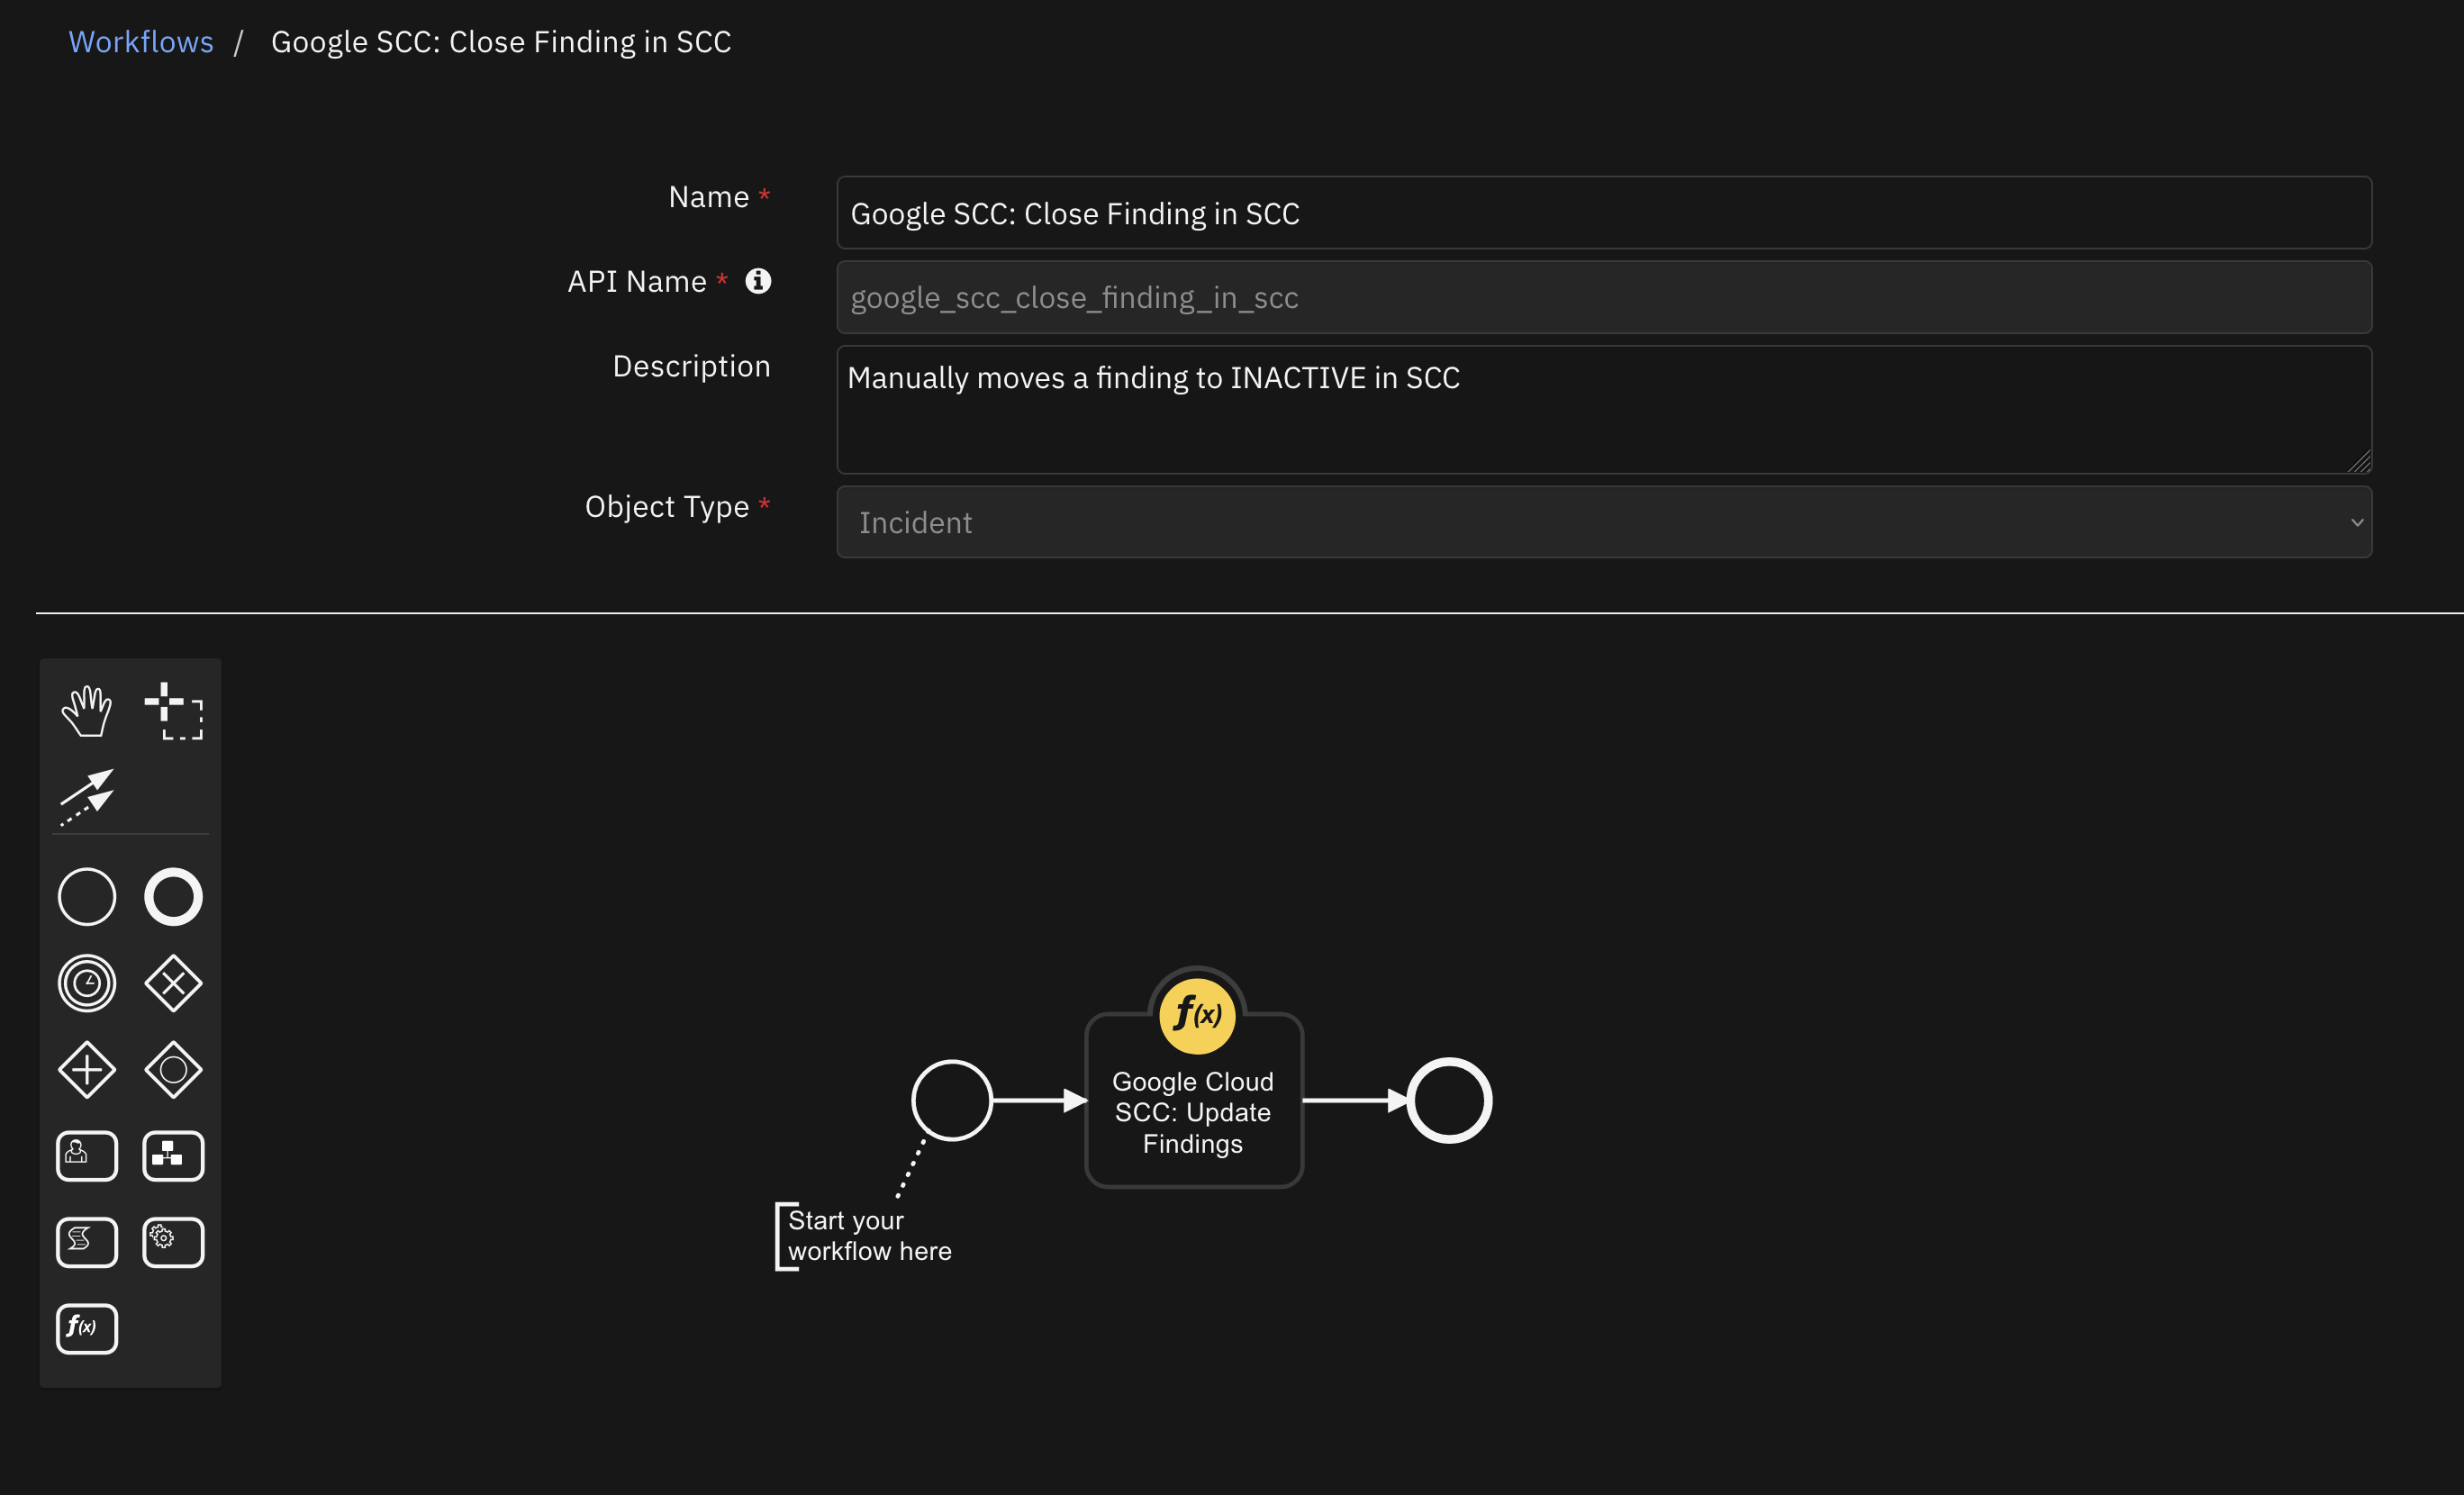 Workflows / Google SCC: Close Finding in SCC
Name *
Google SCC: Close Finding in SCC
API Name *
google_scc_close_finding_in_scc
Description
Manually moves a finding to INACTIVE in SCC
Object Type *
Incident
f(x)
Google Cloud
SCC: Update
Findings
Start your
workflow here
f(x)